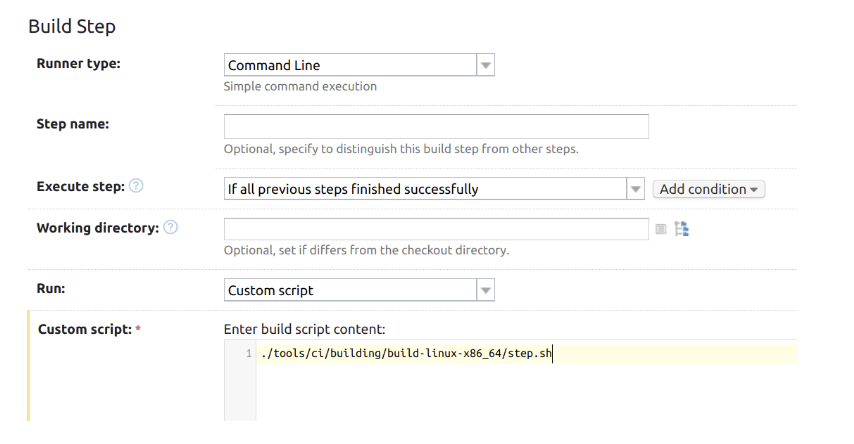 Build Step
Runner type:
Command Line
Simple command execution
Step name:
Optional, specify to distinguish this build step from other steps.
Execute step: ?
If all previous steps finished successfully
Add condition
Working directory: ?
Optional, set if differs from the checkout directory.
Run:
Custom script
Custom script: *
Enter build script content:
1 ./tools/ci/building/build-linux-x86_64/step.sh